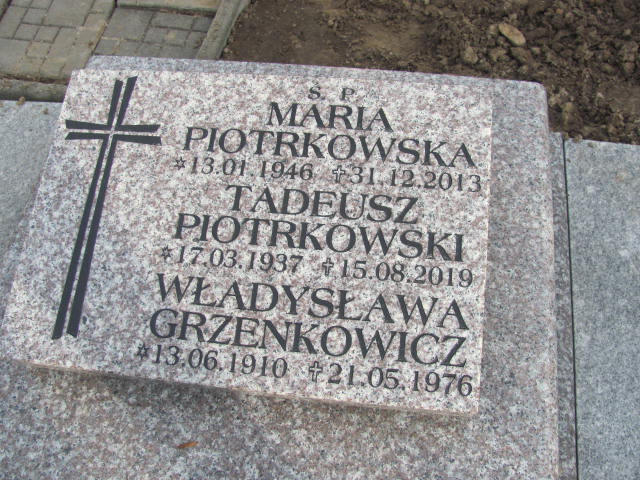 Ś. P.
MARIA
PIOTRKOWSKA
*13.01.1946 ✝31.12.2013
TADEUSZ
PIOTRKOWSKI
*17.03.1937 ✝15.08.2019
WŁADYSŁAWA
GRZENKOWICZ
*13.06.1910 ✝21.05.1976